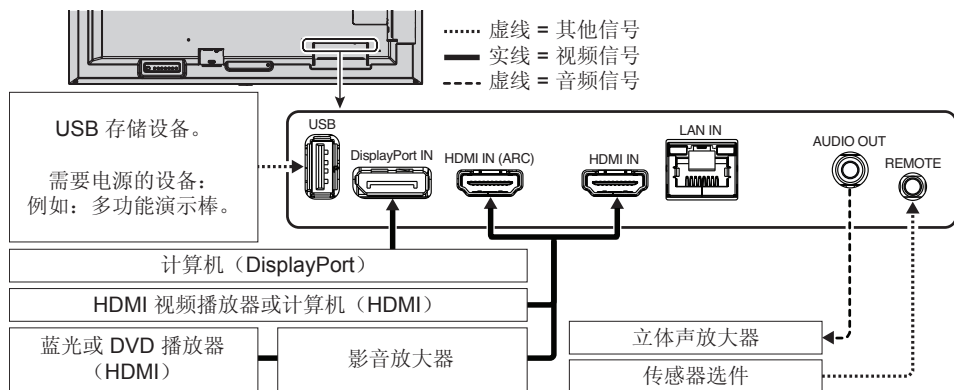 虚线 = 其他信号
实线 = 视频信号
虚线 = 音频信号
USB 存储设备。
需要电源的设备：
例如：多功能演示棒。
USB
DisplayPort IN
HDMI IN (ARC)
HDMI IN
LAN IN
AUDIO OUT
REMOTE
计算机（DisplayPort）
HDMI 视频播放器或计算机（HDMI）
蓝光或 DVD 播放器
（HDMI）
影音放大器
立体声放大器
传感器选件